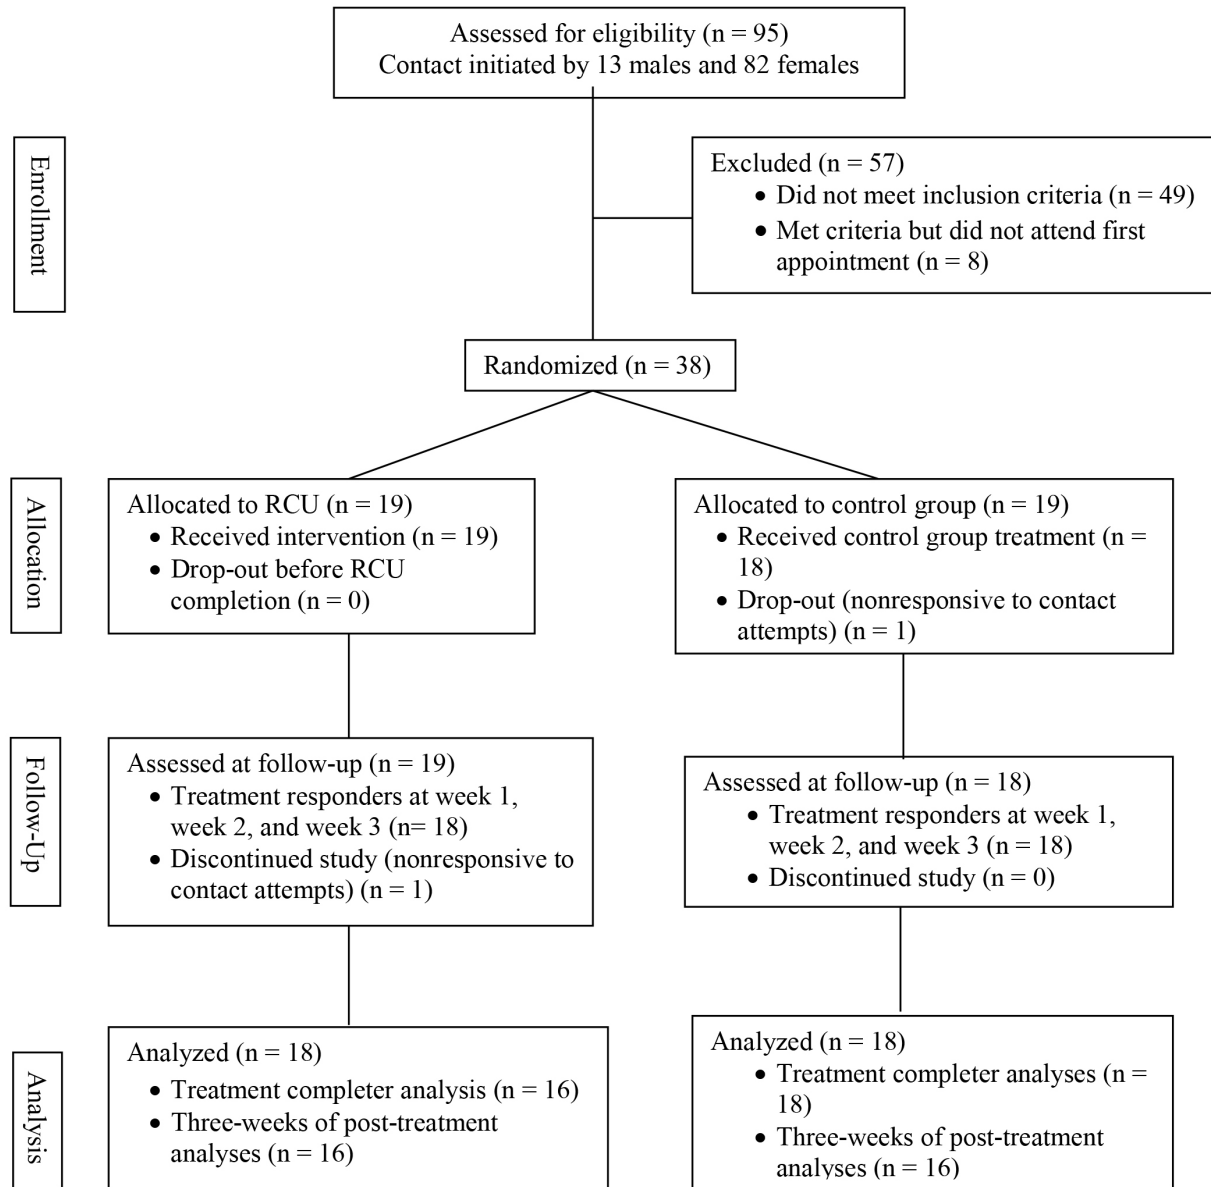 Assessed for eligibility (n = 95)
Contact initiated by 13 males and 82 females
Enrollment
Excluded (n = 57)
• Did not meet inclusion criteria (n = 49)
• Met criteria but did not attend first
appointment (n = 8)
Randomized (n = 38)
Allocation
Allocated to RCU (n = 19)
• Received intervention (n = 19)
• Drop-out before RCU
completion (n = 0)
Allocated to control group (n = 19)
• Received control group treatment (n =
18)
• Drop-out (nonresponsive to contact
attempts) (n = 1)
Follow-Up
Assessed at follow-up (n = 19)
• Treatment responders at week 1,
week 2, and week 3 (n= 18)
• Discontinued study (nonresponsive to
contact attempts) (n = 1)
Assessed at follow-up (n = 18)
• Treatment responders at week 1,
week 2, and week 3 (n = 18)
• Discontinued study (n = 0)
Analysis
Analyzed (n = 18)
• Treatment completer analysis (n = 16)
• Three-weeks of post-treatment
analyses (n = 16)
Analyzed (n = 18)
• Treatment completer analyses (n =
18)
• Three-weeks of post-treatment
analyses (n = 16)